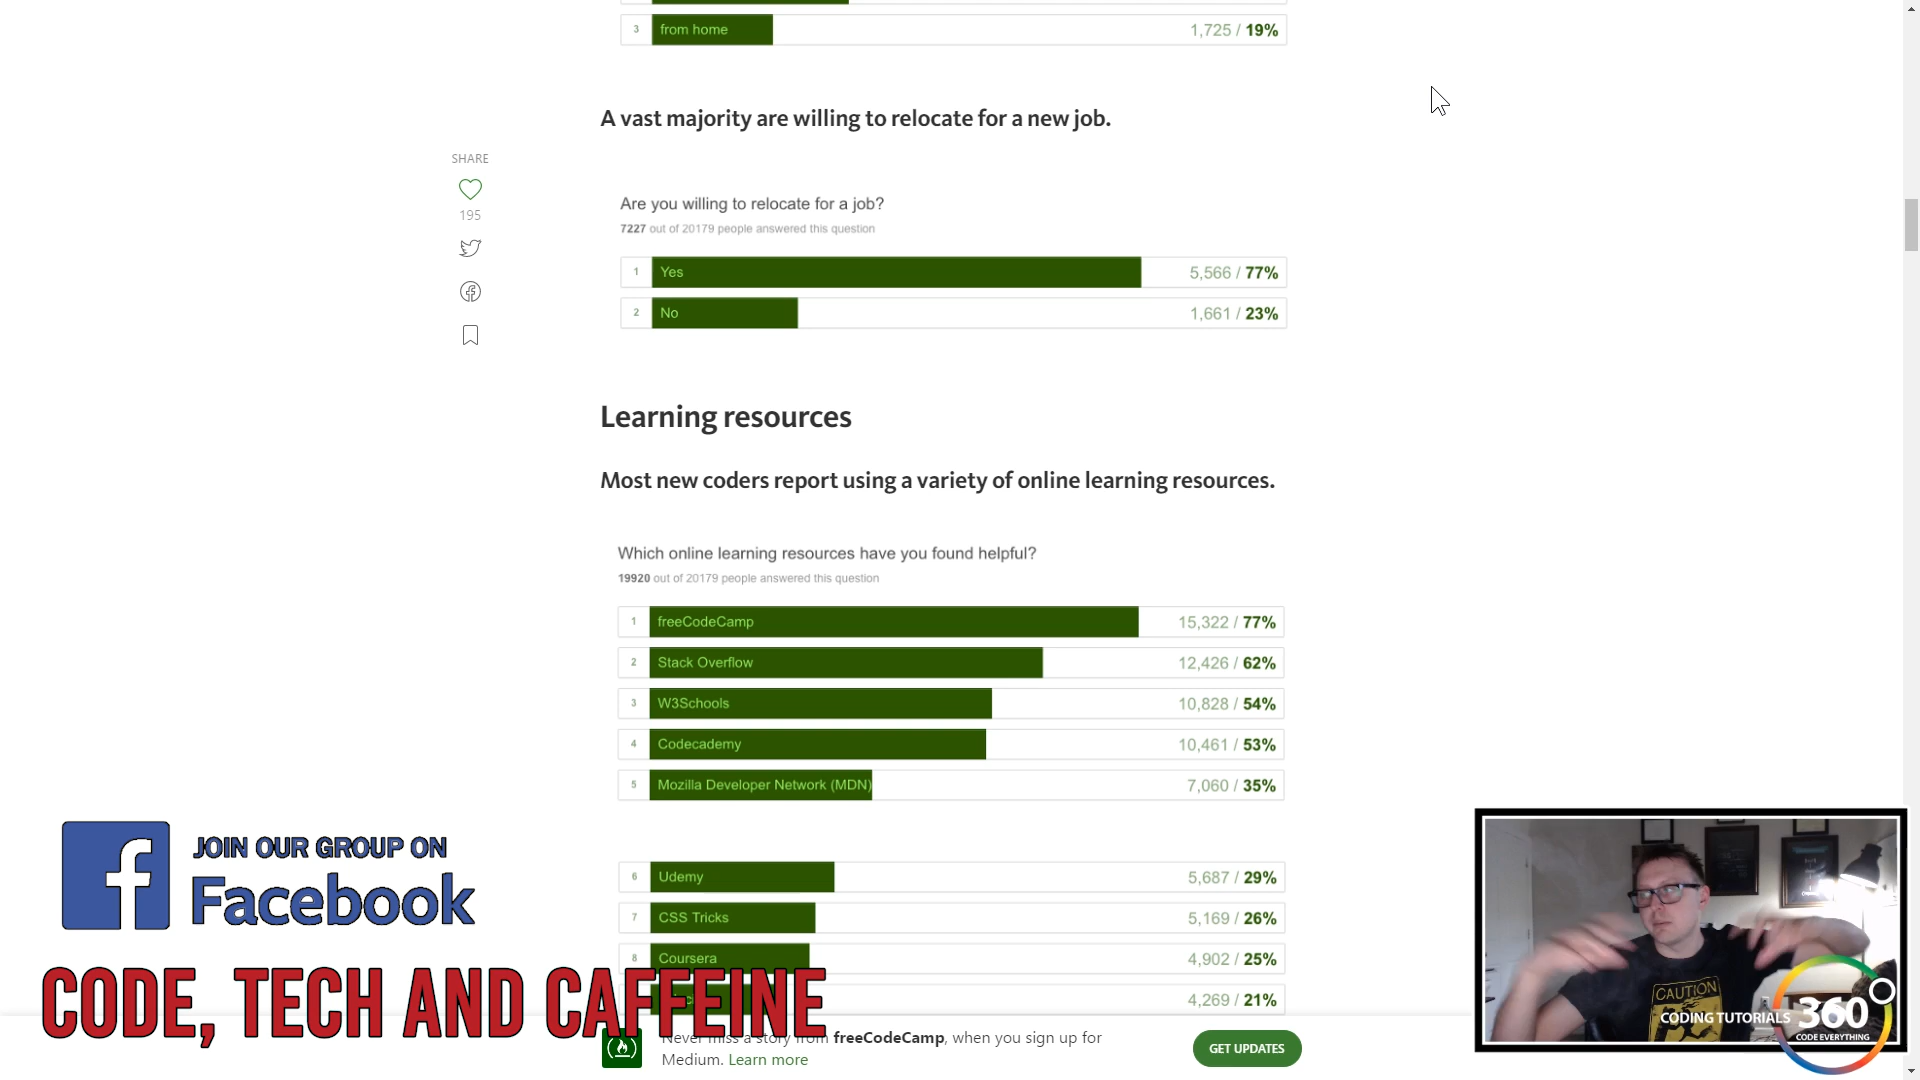 3 from home 1,725 / 19%
A vast majority are willing to relocate for a new job.
SHARE
195
Are you willing to relocate for a job?
7227 out of 20179 people answered this question
1 Yes 5,566 / 77%
2 No 1,661 / 23%
Learning resources
Most new coders report using a variety of online learning resources.
Which online learning resources have you found helpful?
19920 out of 20179 people answered this question
1 freeCodeCamp 15,322 / 77%
2 Stack Overflow 12,426 / 62%
3 W3Schools 10,828 / 54%
4 Codecademy 10,461 / 53%
5 Mozilla Developer Network (MDN) 7,060 / 35%
6 Udemy 5,687 / 29%
7 CSS Tricks 5,169 / 26%
8 Coursera 4,902 / 25%
4,269 / 21%
JOIN OUR GROUP ON
Facebook
CODE, TECH AND CAFFEINE
Never miss a story from freeCodeCamp, when you sign up for
Medium. Learn more
GET UPDATES
CAUTION
CODING TUTORIALS 360
CODE EVERYTHING